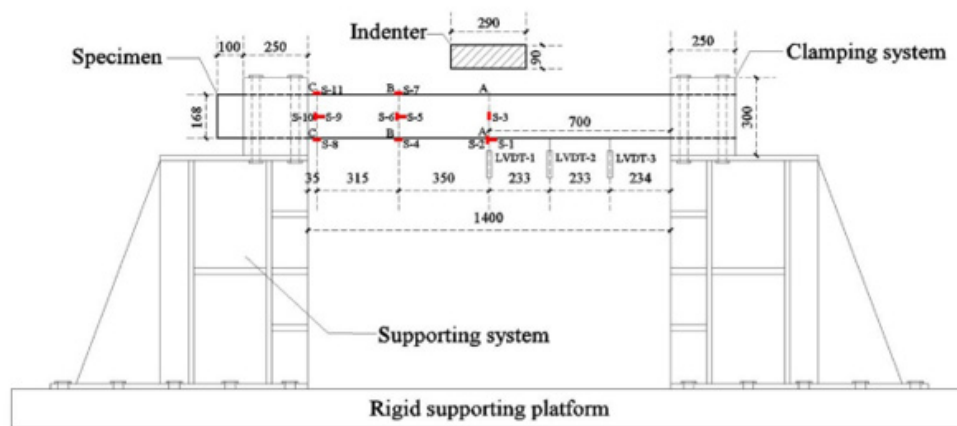 290
Indenter
90
100
250
250
Specimen
Clamping system
C S-11
B S-7
A
168
S-10 S-9
S-6 S-5
S-3
700
300
C S-8
B S-4
A
S-2 S-1
LVDT-1
LVDT-2
LVDT-3
35
315
350
233
233
234
1400
Supporting system
Rigid supporting platform